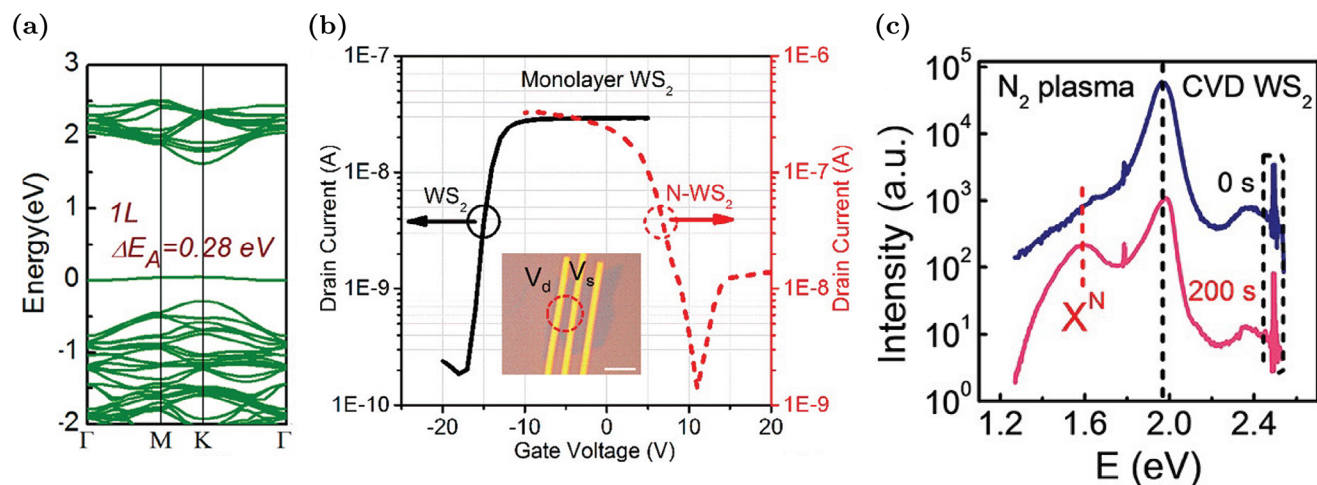 (a)
3
2
1
0
-1
-2
Energy(eV)
1L
ΔE_A=0.28 eV
Γ M K Γ
(b)
1E-7
1E-8
1E-9
1E-10
Drain Current (A)
Monolayer WS₂
WS₂
N-WS₂
V_d V_s
1E-6
1E-7
1E-8
1E-9
Drain Current (A)
-20 -10 0 10 20
Gate Voltage (V)
(c)
10⁵
10⁴
10³
10²
10¹
10⁰
Intensity (a.u.)
N₂ plasma CVD WS₂
0 s
200 s
X^N
1.2 1.6 2.0 2.4
E (eV)